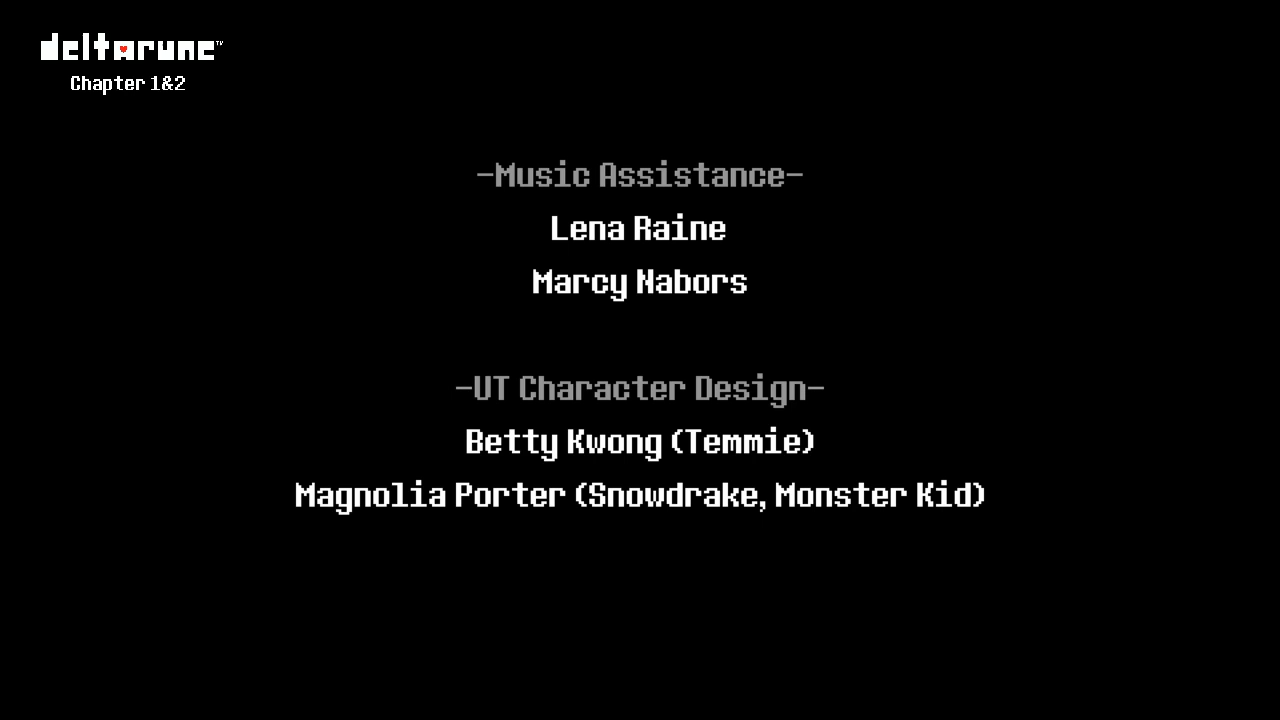 deltarune™
Chapter 1&2
-Music Assistance-
Lena Raine
Marcy Nabors
-UT Character Design-
Betty Kwong (Temmie)
Magnolia Porter (Snowdrake, Monster Kid)